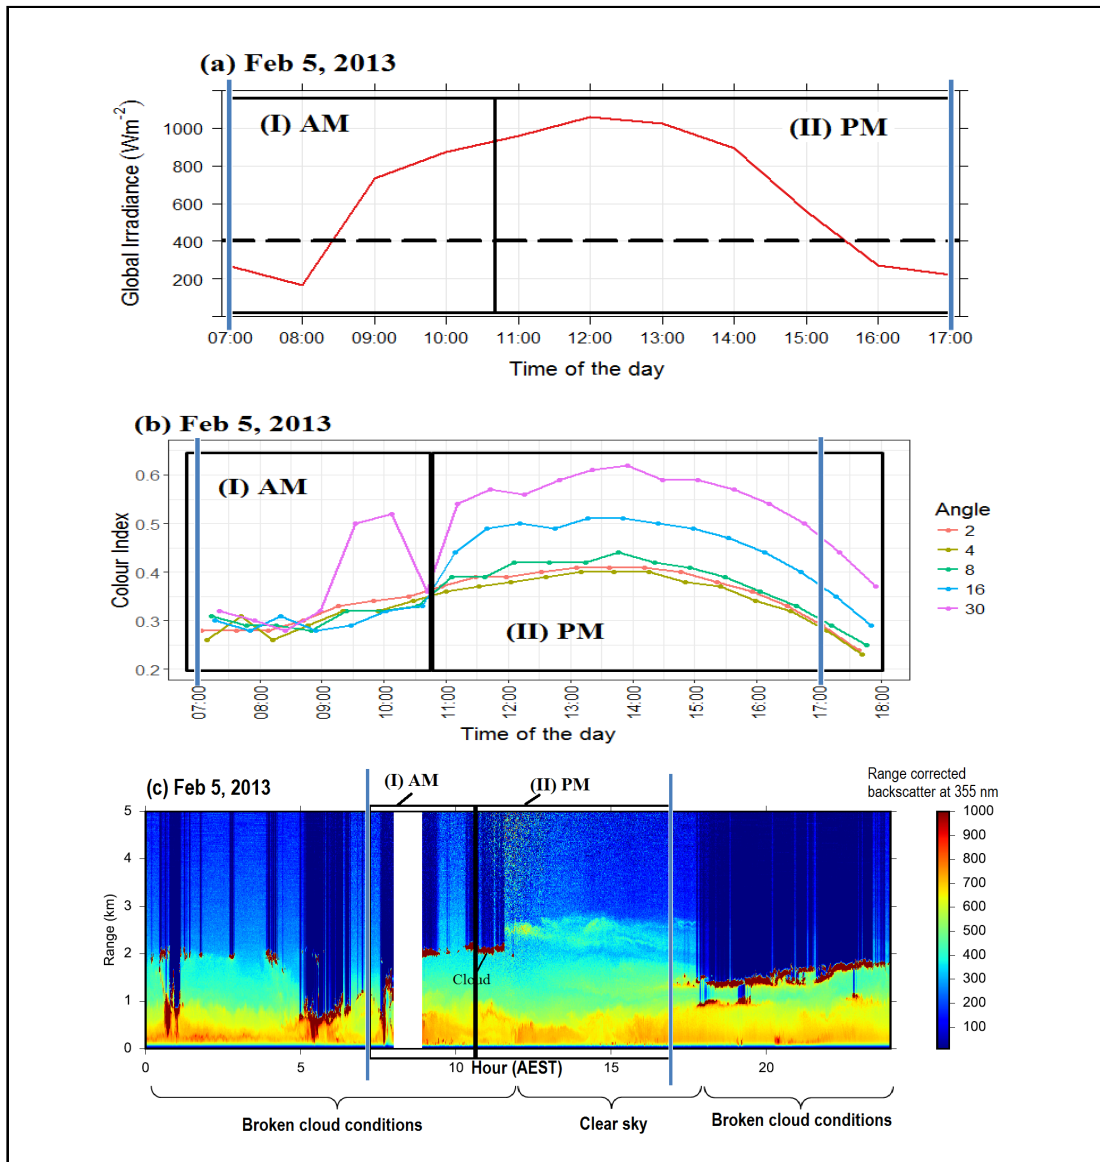 (a) Feb 5, 2013
(I) AM
(II) PM
Global Irradiance (Wm-2)
1000
800
600
400
200
07:00 08:00 09:00 10:00 11:00 12:00 13:00 14:00 15:00 16:00 17:00
Time of the day
(b) Feb 5, 2013
(I) AM
(II) PM
Colour Index
0.6
0.5
0.4
0.3
0.2
07:00 08:00 09:00 10:00 11:00 12:00 13:00 14:00 15:00 16:00 17:00 18:00
Time of the day
Angle
2
4
8
16
30
(c) Feb 5, 2013
(I) AM
(II) PM
Range corrected
backscatter at 355 nm
Range (km)
5
4
3
2
1
0
Cloud
0 5 10 15 20
Hour (AEST)
1000
900
800
700
600
500
400
300
200
100
Broken cloud conditions
Clear sky
Broken cloud conditions